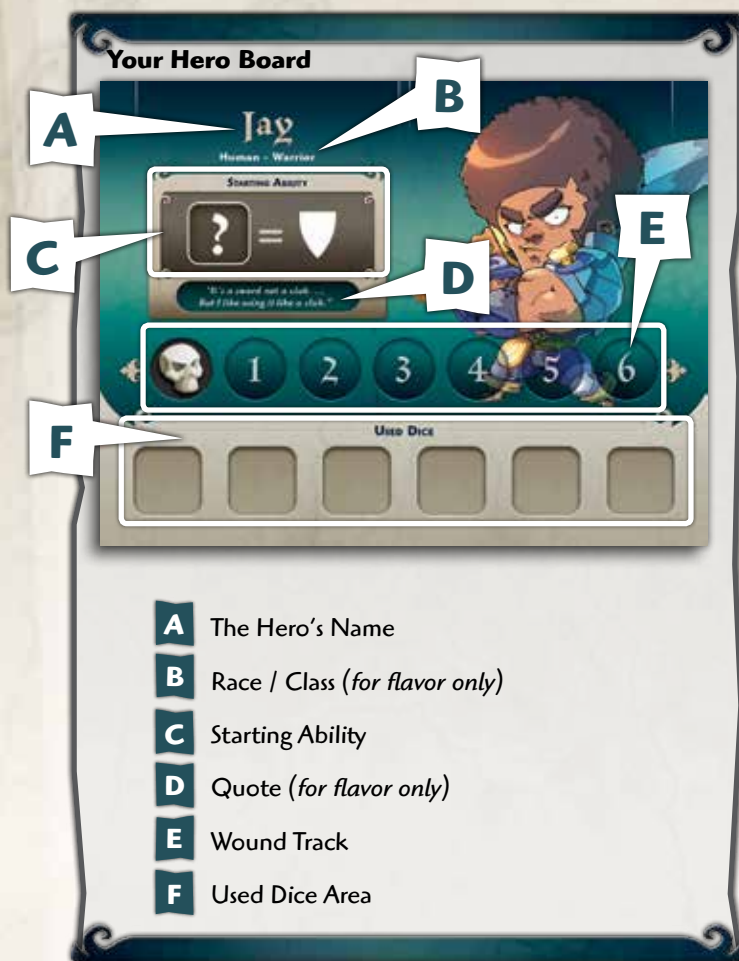 Your Hero Board
A
B
Jay
Human - Warrior
Starting Ability
? =
C
D
E
"It's a sword not a club ...
But I like using it like a club."
1 2 3 4 5 6
F
Used Dice
A The Hero's Name
B Race / Class (for flavor only)
C Starting Ability
D Quote (for flavor only)
E Wound Track
F Used Dice Area